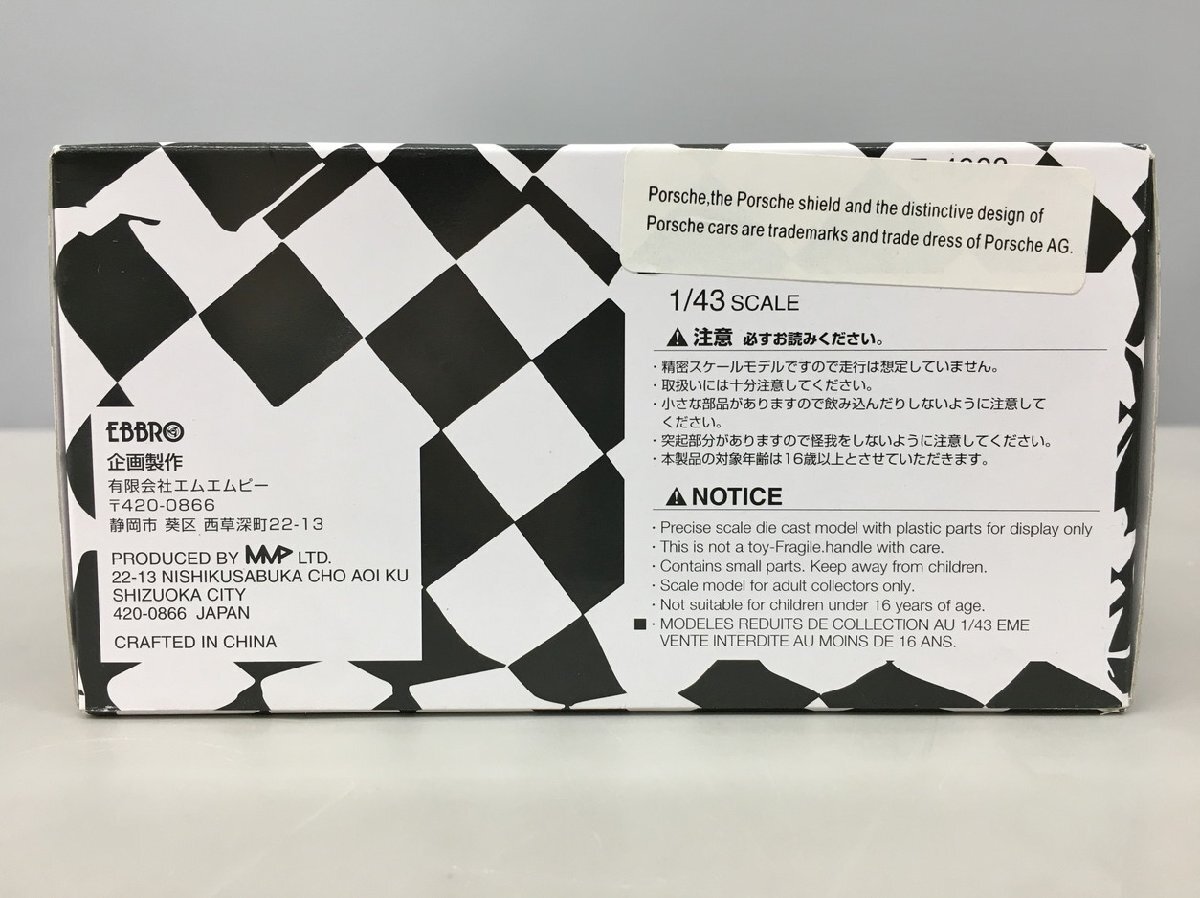 Porsche,the Porsche shield and the distinctive design of
Porsche cars are trademarks and trade dress of Porsche AG.
1/43 SCALE
注意 必ずお読みください。
・精密スケールモデルですので走行は想定していません。
・取扱いには十分注意してください。
・小さな部品がありますので飲み込んだりしないように注意して
ください。
・突起部分がありますので怪我をしないように注意してください。
・本製品の対象年齢は16歳以上とさせていただきます。
NOTICE
・Precise scale die cast model with plastic parts for display only
・This is not a toy-Fragile.handle with care.
・Contains small parts. Keep away from children.
・Scale model for adult collectors only.
・Not suitable for children under 16 years of age.
■・MODELES REDUITS DE COLLECTION AU 1/43 EME
VENTE INTERDITE AU MOINS DE 16 ANS.
EBBRO
企画製作
有限会社エムエムピー
〒420-0866
静岡市 葵区 西草深町22-13
PRODUCED BY MMP LTD.
22-13 NISHIKUSABUKA CHO AOI KU
SHIZUOKA CITY
420-0866 JAPAN
CRAFTED IN CHINA